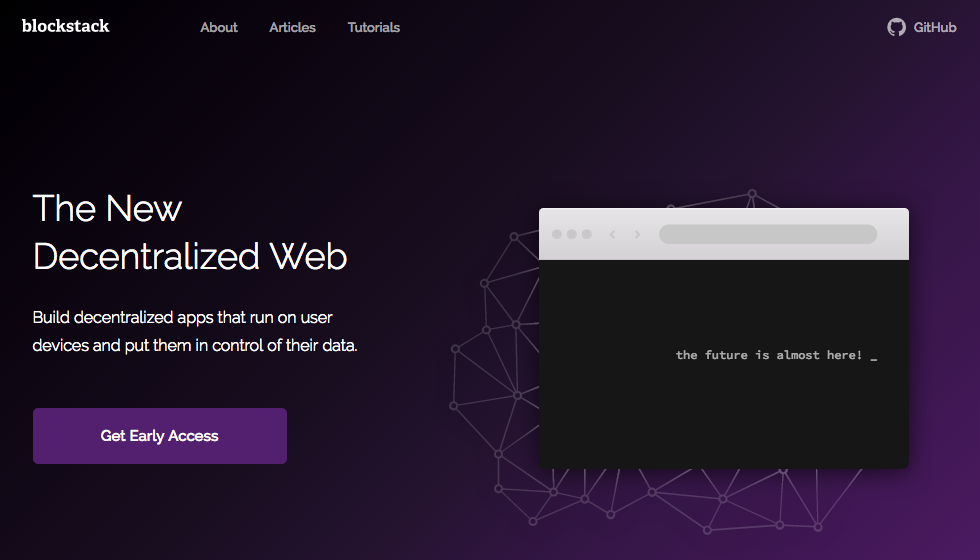 blockstack
About
Articles
Tutorials
GitHub
The New
Decentralized Web
Build decentralized apps that run on user
devices and put them in control of their data.
Get Early Access
the future is almost here! _